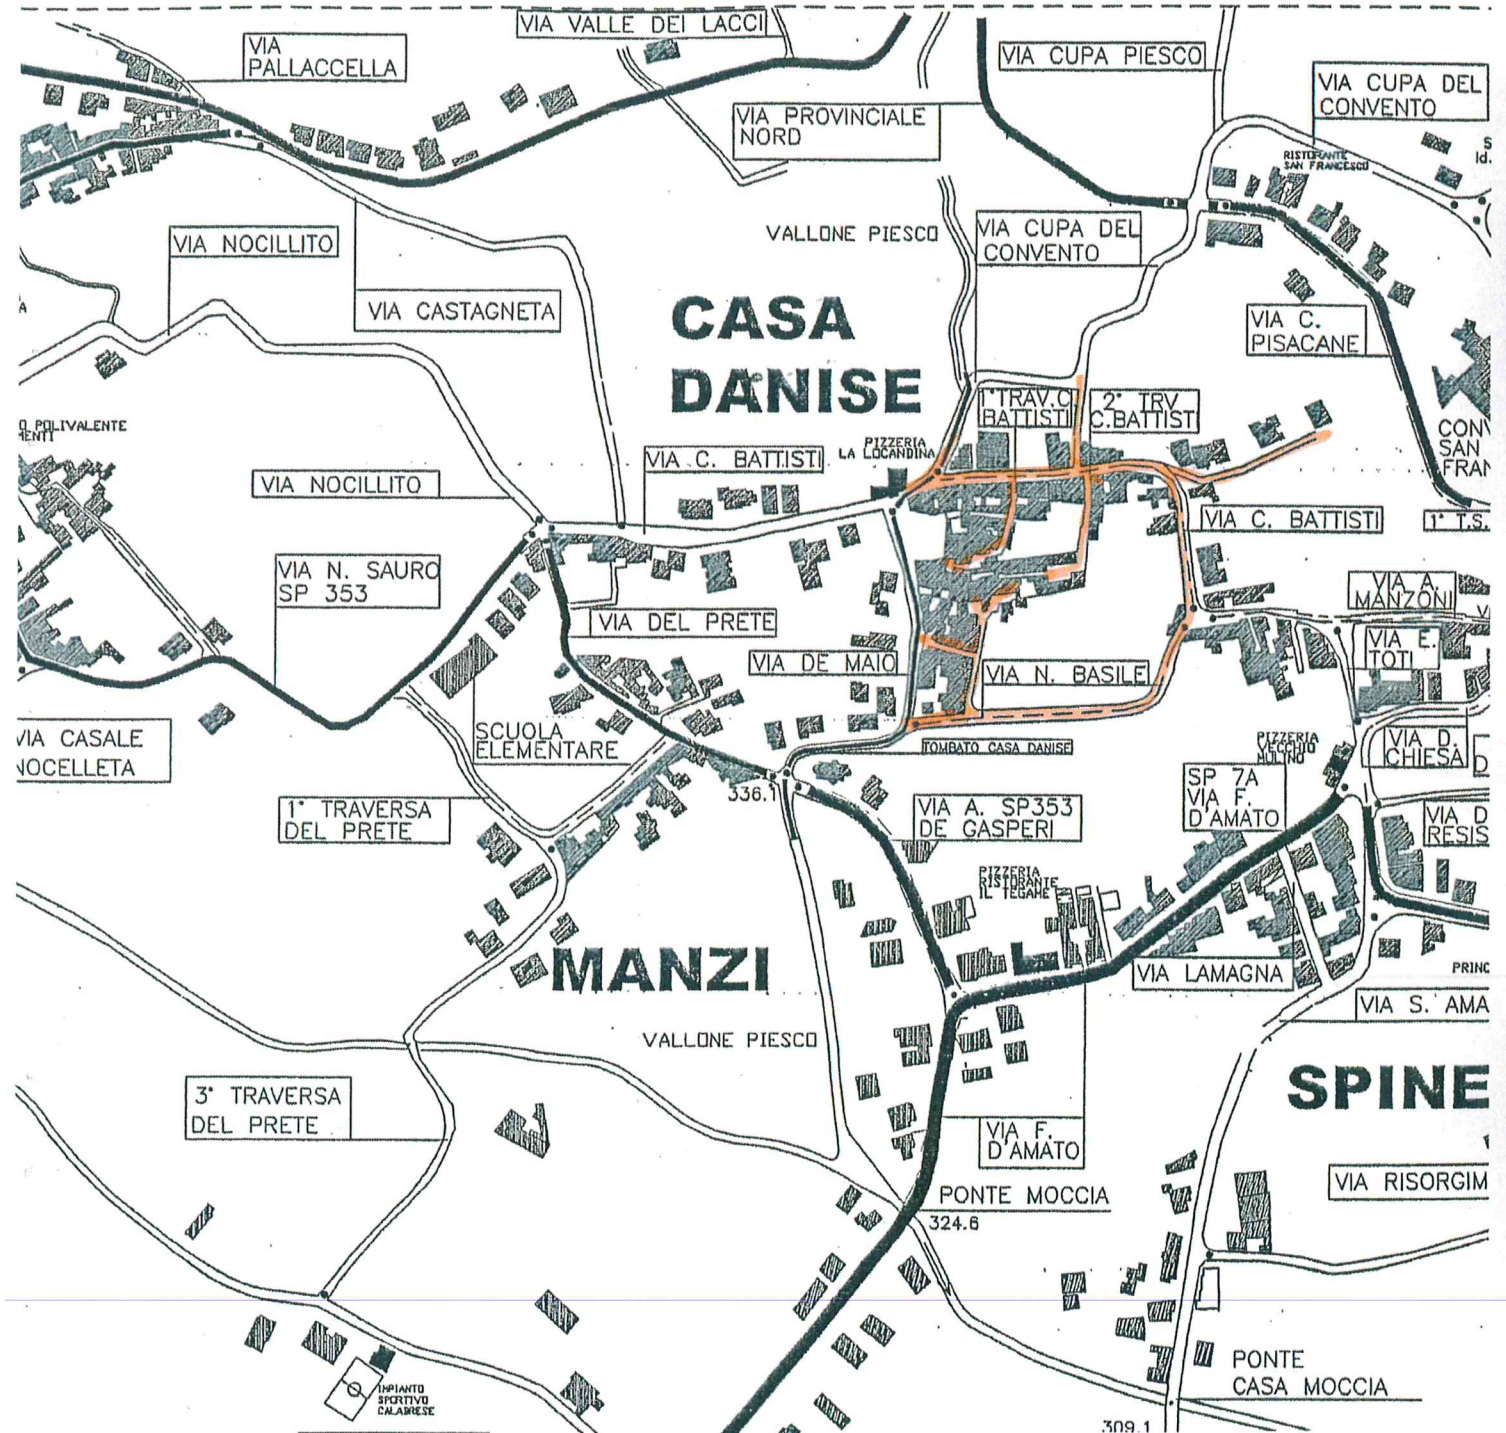 VIA VALLE DEI LACCI
VIA
PALLACCELLA
VIA CUPA PIESCO
VIA CUPA DEL
CONVENTO
VIA PROVINCIALE
NORD
RISTORANTE
SAN FRANCESCO
S
Id.
VIA NOCILLITO
VALLONE PIESCO
VIA CUPA DEL
CONVENTO
VIA CASTAGNETA
CASA
DANISE
VIA C.
PISACANE
1° TRAV.C.
BATTISTI
2° TRV
C.BATTISTI
O POLIVALENTE
MENTI
PIZZERIA
LA LOCANDINA
CONV
SAN
FRAN
VIA C. BATTISTI
VIA NOCILLITO
VIA C. BATTISTI
1° T.S.
VIA N. SAURO
SP 353
VIA A.
MANZONI
VIA DEL PRETE
VIA E.
TOTI
VIA DE MAIO
VIA N. BASILE
VIA CASALE
NOCELLETA
SCUOLA
ELEMENTARE
TOMBATO CASA DANISE
PIZZERIA
VECCHIO
MULINO
VIA D.
CHIESA
D
336.1
SP 7A
VIA F.
D'AMATO
1° TRAVERSA
DEL PRETE
VIA A. SP353
DE GASPERI
VIA D
RESIS
PIZZERIA
RISTORANTE
IL TEGAME
MANZI
VIA LAMAGNA
PRINC
VIA S. AMA
VALLONE PIESCO
SPINE
3° TRAVERSA
DEL PRETE
VIA F.
D'AMATO
VIA RISORGIM
PONTE MOCCIA
324.6
PONTE
CASA MOCCIA
IMPIANTO
SPORTIVO
CALABRESE
309.1